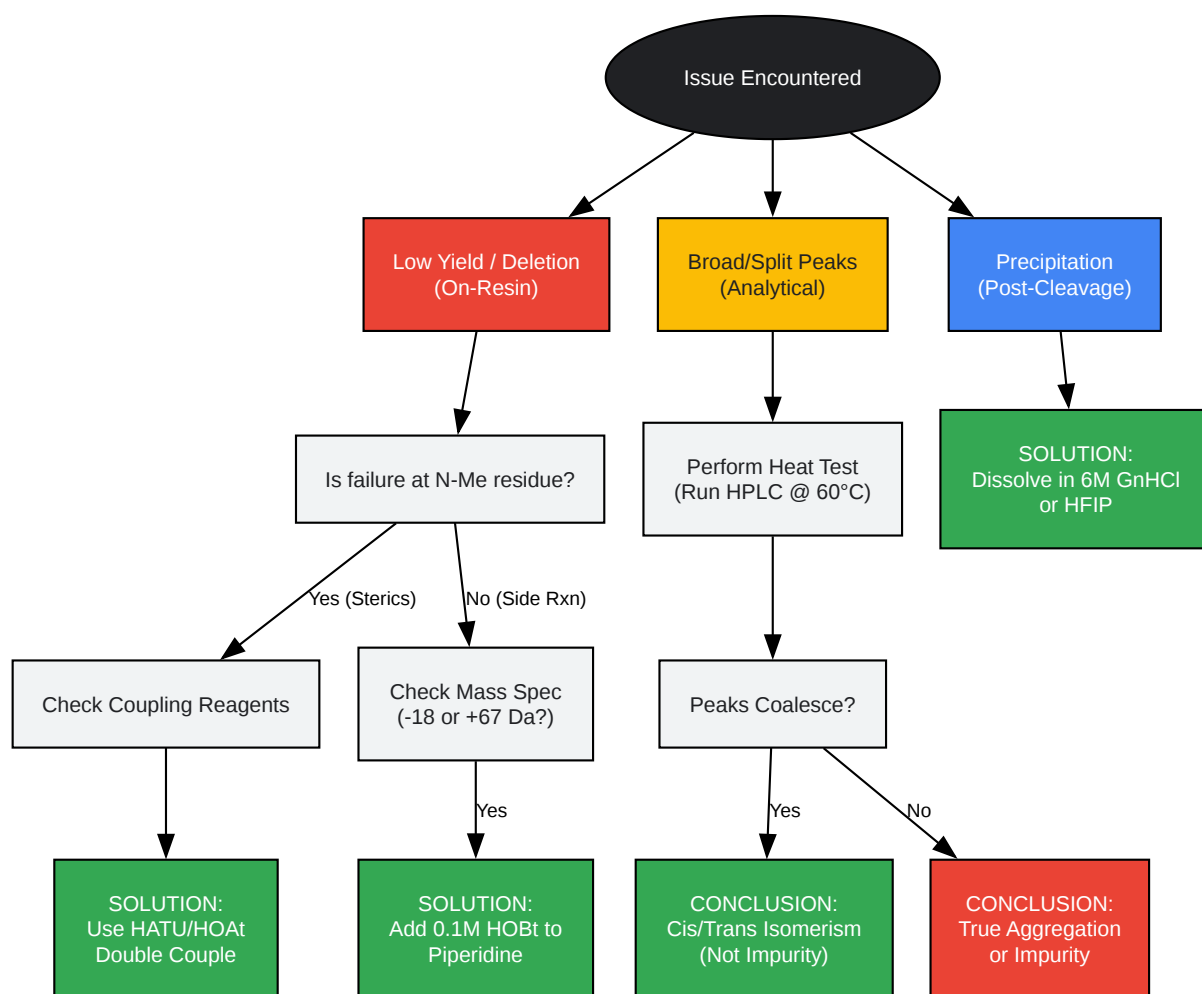 Issue Encountered
Low Yield / Deletion
(On-Resin)
Broad/Split Peaks
(Analytical)
Precipitation
(Post-Cleavage)
Is failure at N-Me residue?
Perform Heat Test
(Run HPLC @ 60°C)
SOLUTION:
Dissolve in 6M GnHCl
or HFIP
Yes (Sterics)
No (Side Rxn)
Check Coupling Reagents
Check Mass Spec
(-18 or +67 Da?)
Peaks Coalesce?
Yes
Yes
No
SOLUTION:
Use HATU/HOAt
Double Couple
SOLUTION:
Add 0.1M HOBt to
Piperidine
CONCLUSION:
Cis/Trans Isomerism
(Not Impurity)
CONCLUSION:
True Aggregation
or Impurity